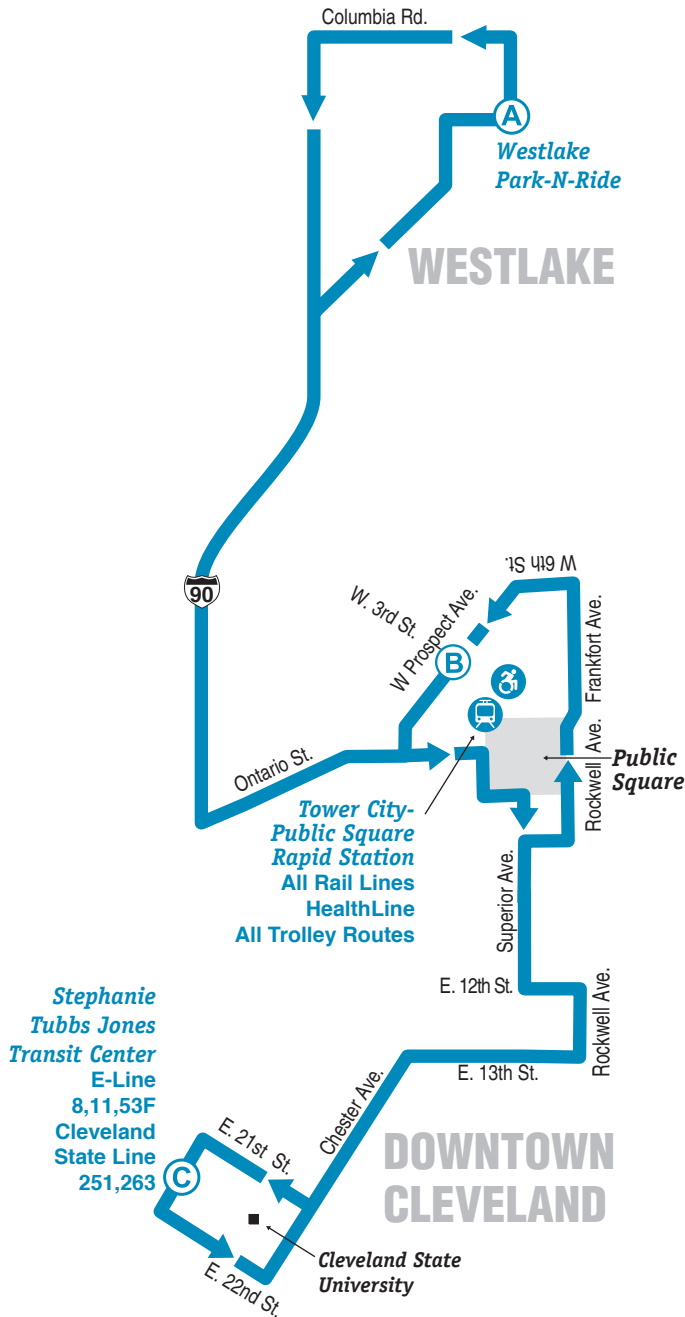 Columbia Rd.
A
Westlake
Park-N-Ride
WESTLAKE
90
W 6th St.
W. 3rd St.
W Prospect Ave.
B
Frankfort Ave.
Rockwell Ave.
Public
Square
Ontario St.
Tower City-
Public Square
Rapid Station
All Rail Lines
HealthLine
All Trolley Routes
Superior Ave.
E. 12th St.
Rockwell Ave.
E. 13th St.
Stephanie
Tubbs Jones
Transit Center
E-Line
8,11,53F
Cleveland
State Line
251,263
C
E. 21st St.
Chester Ave.
DOWNTOWN
CLEVELAND
Cleveland State
University
E. 22nd St.